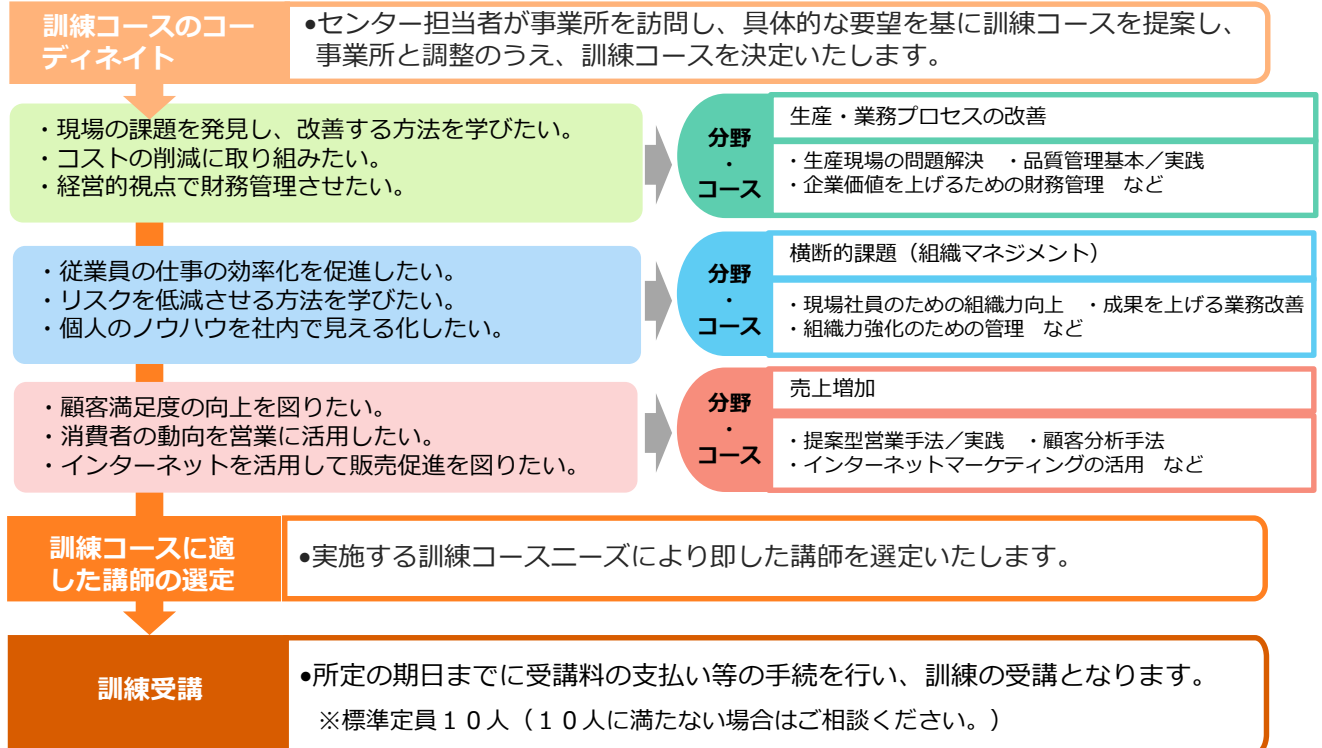 訓練コースのコー
ディネイト
•センター担当者が事業所を訪問し、具体的な要望を基に訓練コースを提案し、
事業所と調整のうえ、訓練コースを決定いたします。
・現場の課題を発見し、改善する方法を学びたい。
・コストの削減に取り組みたい。
・経営的視点で財務管理させたい。
分野
・
コース
生産・業務プロセスの改善
・生産現場の問題解決　・品質管理基本／実践
・企業価値を上げるための財務管理　など
・従業員の仕事の効率化を促進したい。
・リスクを低減させる方法を学びたい。
・個人のノウハウを社内で見える化したい。
分野
・
コース
横断的課題（組織マネジメント）
・現場社員のための組織力向上　・成果を上げる業務改善
・組織力強化のための管理　など
・顧客満足度の向上を図りたい。
・消費者の動向を営業に活用したい。
・インターネットを活用して販売促進を図りたい。
分野
・
コース
売上増加
・提案型営業手法／実践　・顧客分析手法
・インターネットマーケティングの活用　など
訓練コースに適
した講師の選定
•実施する訓練コースニーズにより即した講師を選定いたします。
訓練受講
•所定の期日までに受講料の支払い等の手続を行い、訓練の受講となります。
※標準定員１０人（１０人に満たない場合はご相談ください。）